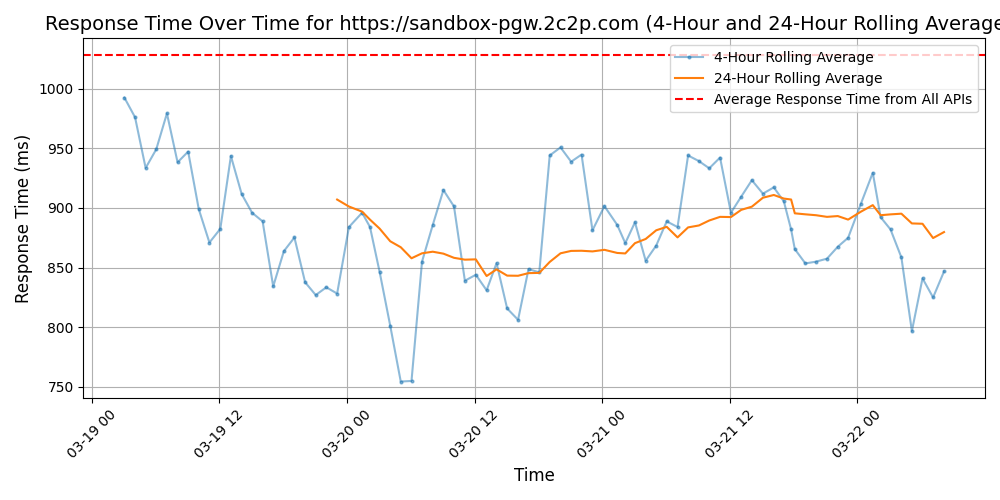 Response Time Over Time for https://sandbox-pgw.2c2p.com (4-Hour and 24-Hour Rolling Average
4-Hour Rolling Average
24-Hour Rolling Average
Average Response Time from All APIs
Response Time (ms)
1000
950
900
850
800
750
03-19 00
03-19 12
03-20 00
03-20 12
03-21 00
03-21 12
03-22 00
Time